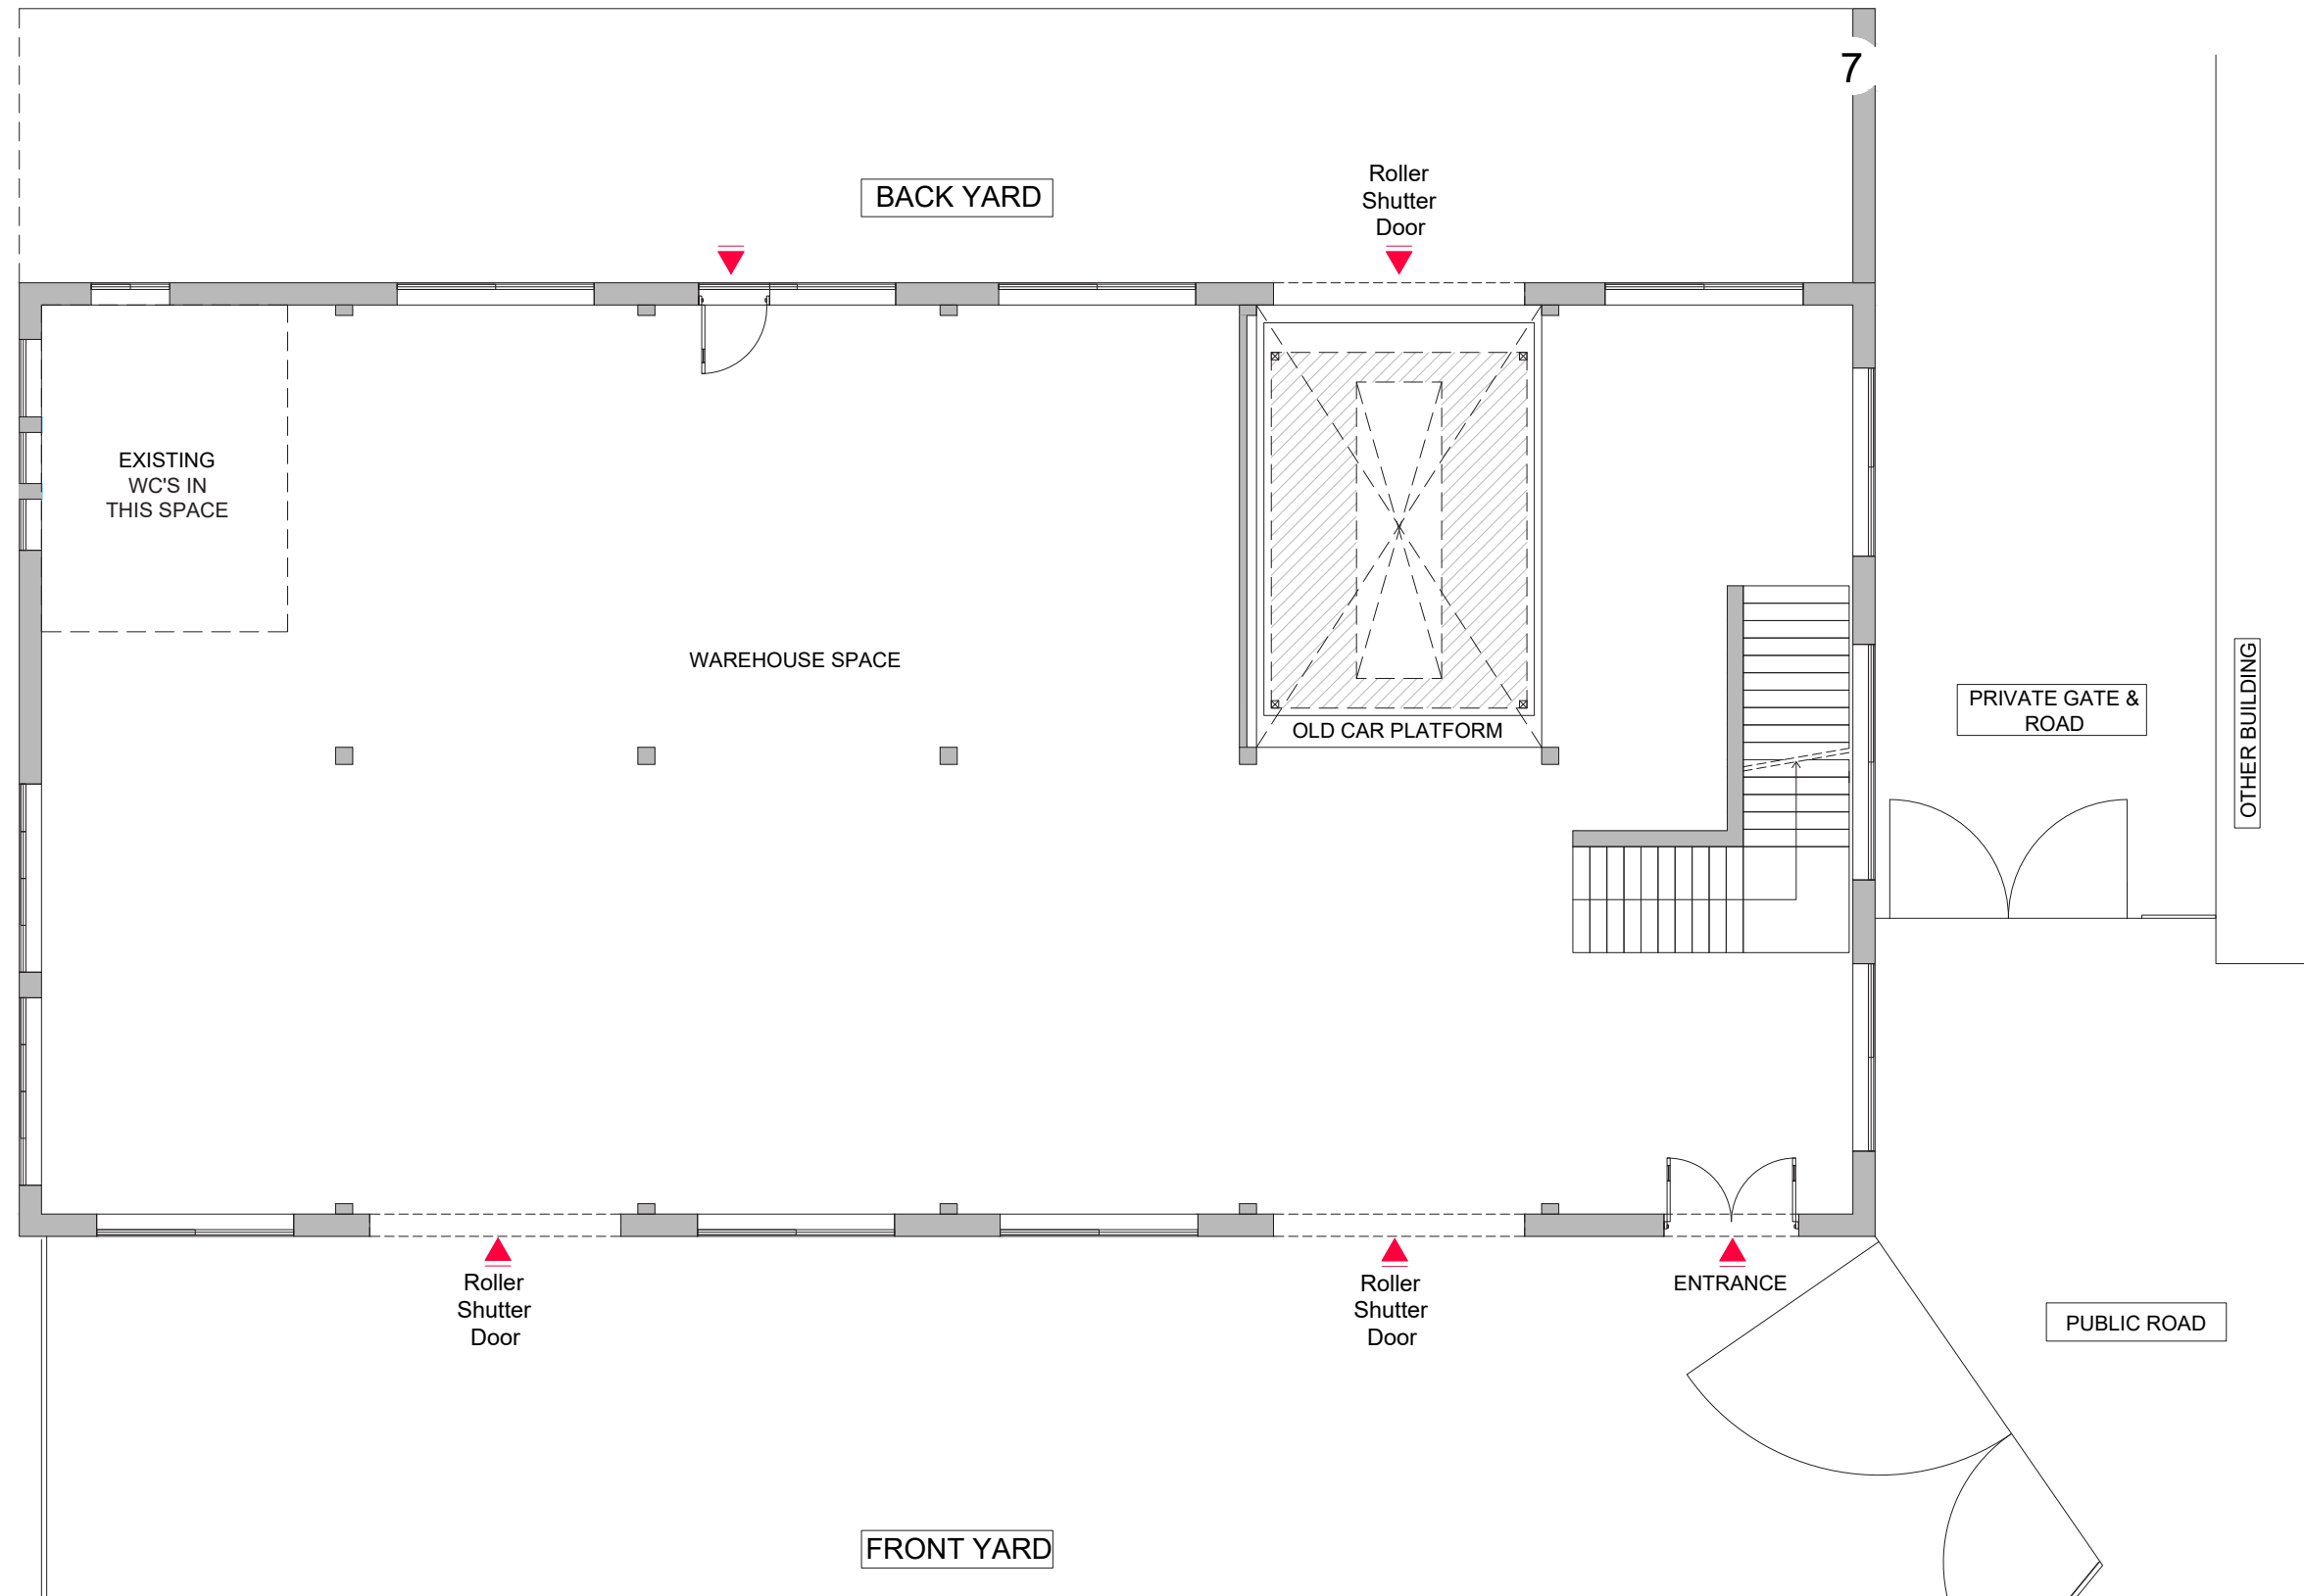 7
Roller
Shutter
Door
BACK YARD
EXISTING
WC'S IN
THIS SPACE
WAREHOUSE SPACE
OLD CAR PLATFORM
PRIVATE GATE &
ROAD
OTHER BUILDING
Roller
Shutter
Door
Roller
Shutter
Door
ENTRANCE
PUBLIC ROAD
FRONT YARD